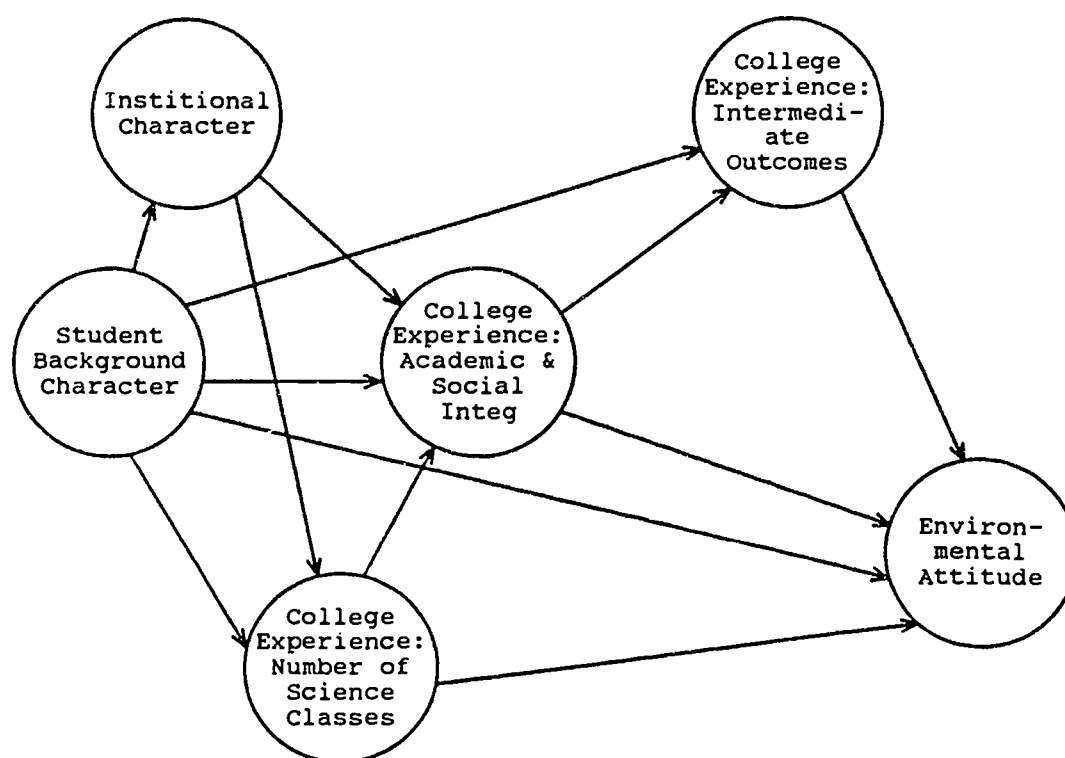 Institional
Character
College
Experience:
Intermedi-
ate
Outcomes
Student
Background
Character
College
Experience:
Academic &
Social
Integ
Environ-
mental
Attitude
College
Experience:
Number of
Science
Classes